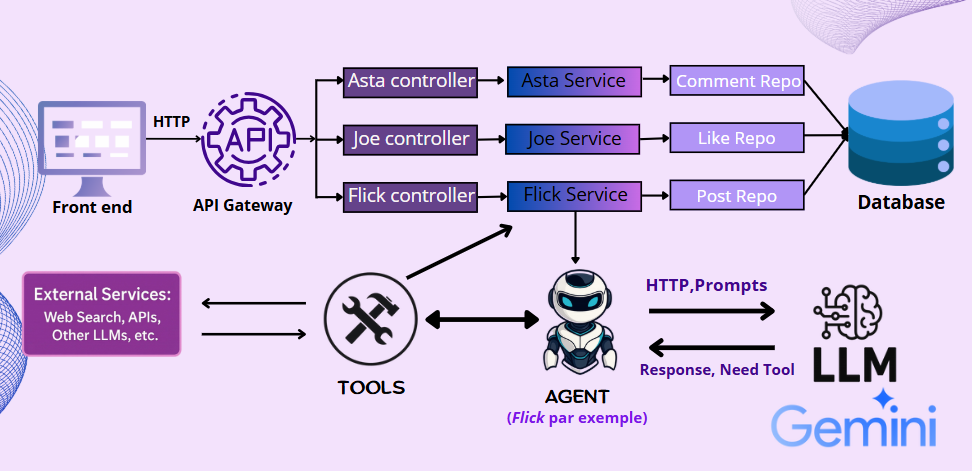 Asta controller
Asta Service
Comment Repo
HTTP
API
Joe controller
Joe Service
Like Repo
Flick controller
Flick Service
Post Repo
Front end
API Gateway
Database
External Services:
Web Search, APIs,
Other LLMs, etc.
TOOLS
AGENT
(Flick par exemple)
HTTP,Prompts
Response, Need Tool
LLM
Gemini